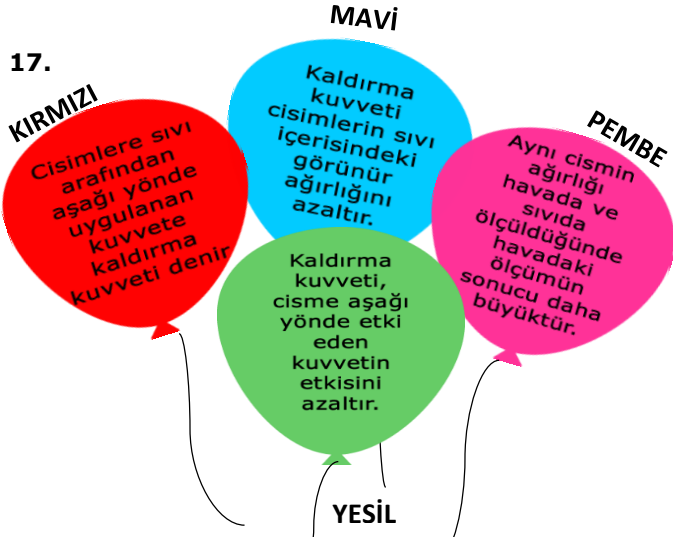 17.
MAVİ
KIRMIZI
PEMBE
Cisimlere sıvı
arafından
aşağı yönde
uygulanan
kuvvete
kaldırma
kuvveti denir
Kaldırma
kuvveti
cisimlerin sıvı
içerisindeki
görünür
ağırlığını
azaltır.
Aynı cismin
ağırlığı
havada ve
sıvıda
ölçüldüğünde
havadaki
ölçümün
sonucu daha
büyüktür.
Kaldırma
kuvveti,
cisme aşağı
yönde etki
eden
kuvvetin
etkisini
azaltır.
YESİL